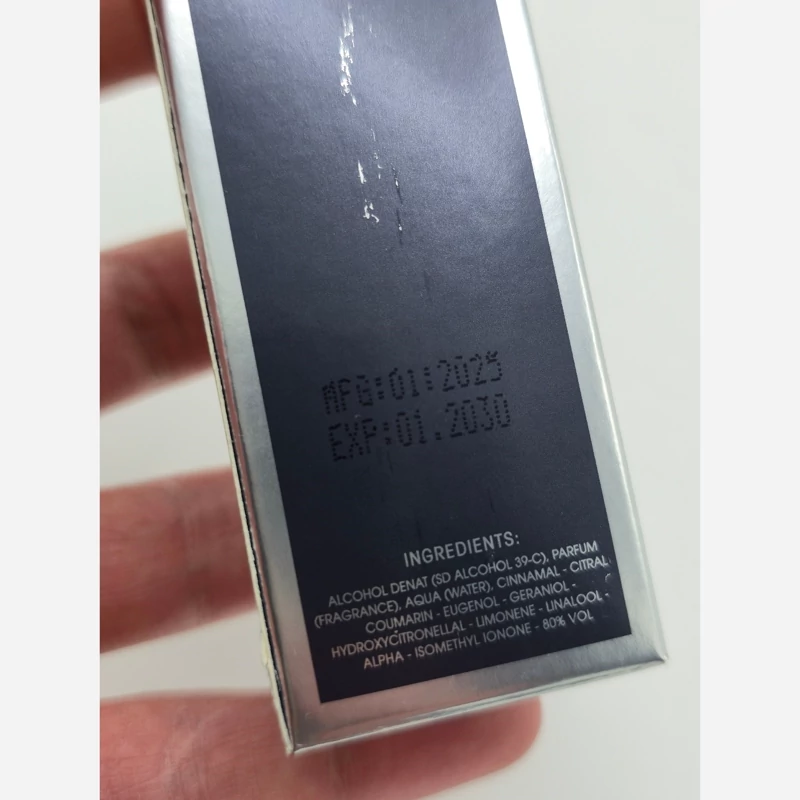 MFG:01:2025
EXP:01.2030
INGREDIENTS:
ALCOHOL DENAT (SD ALCOHOL 39-C), PARFUM
(FRAGRANCE), AQUA (WATER), CINNAMAL - CITRAL
COUMARIN - EUGENOL - GERANIOL -
HYDROXYCITRONELLAL - LIMONENE - LINALOOL -
ALPHA - ISOMETHYL IONONE - 80% VOL